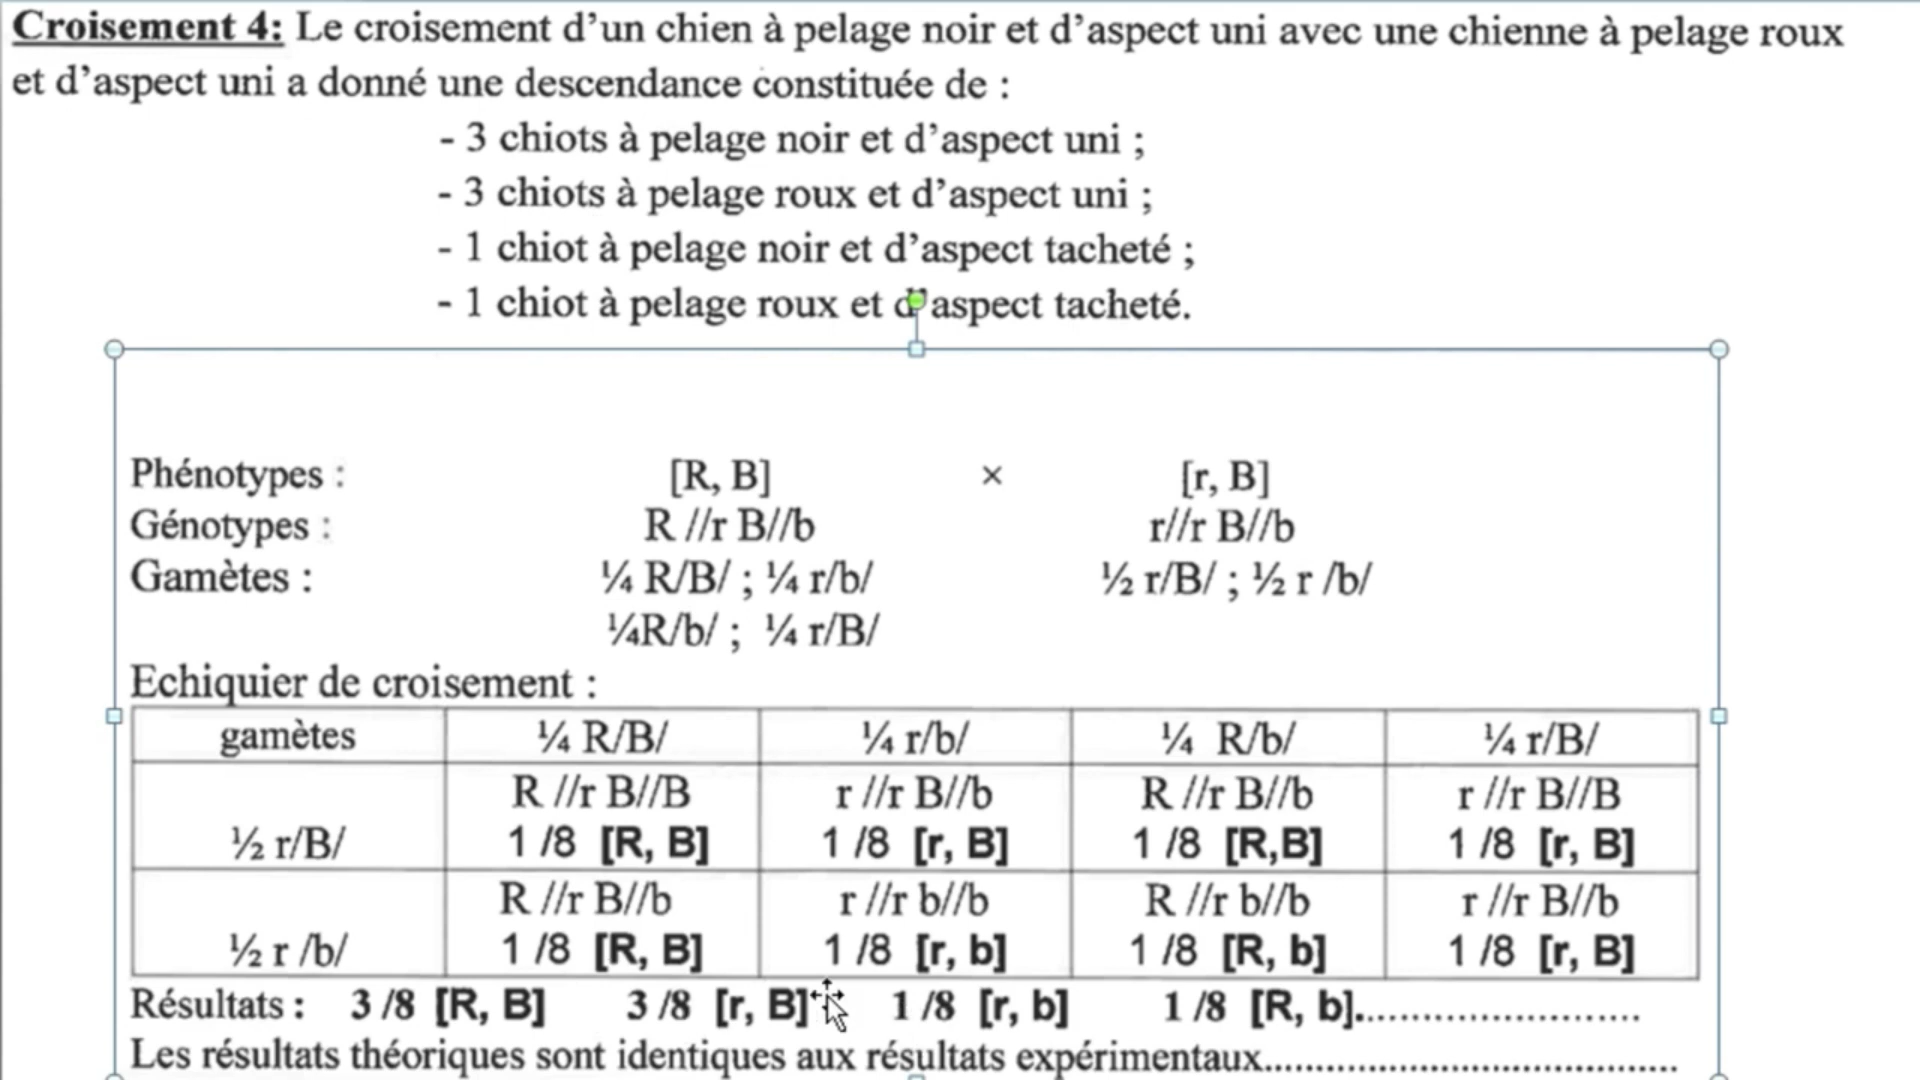 Croisement 4: Le croisement d'un chien à pelage noir et d'aspect uni avec une chienne à pelage roux
et d'aspect uni a donné une descendance constituée de :
- 3 chiots à pelage noir et d'aspect uni ;
- 3 chiots à pelage roux et d'aspect uni ;
- 1 chiot à pelage noir et d'aspect tacheté ;
- 1 chiot à pelage roux et d'aspect tacheté.
Phénotypes : [R, B] × [r, B]
Génotypes : R //r B//b r//r B//b
Gamètes : ¼ R/B/ ; ¼ r/b/ ½ r/B/ ; ½ r /b/
¼R/b/ ; ¼ r/B/
Echiquier de croisement :
gamètes ¼ R/B/ ¼ r/b/ ¼ R/b/ ¼ r/B/
R //r B//B r //r B//b R //r B//b r //r B//B
½ r/B/ 1 /8 [R, B] 1 /8 [r, B] 1 /8 [R,B] 1 /8 [r, B]
R //r B//b r //r b//b R //r b//b r //r B//b
½ r /b/ 1 /8 [R, B] 1 /8 [r, b] 1 /8 [R, b] 1 /8 [r, B]
Résultats : 3 /8 [R, B] 3 /8 [r, B] 1 /8 [r, b] 1 /8 [R, b].........................
Les résultats théoriques sont identiques aux résultats expérimentaux.....................................